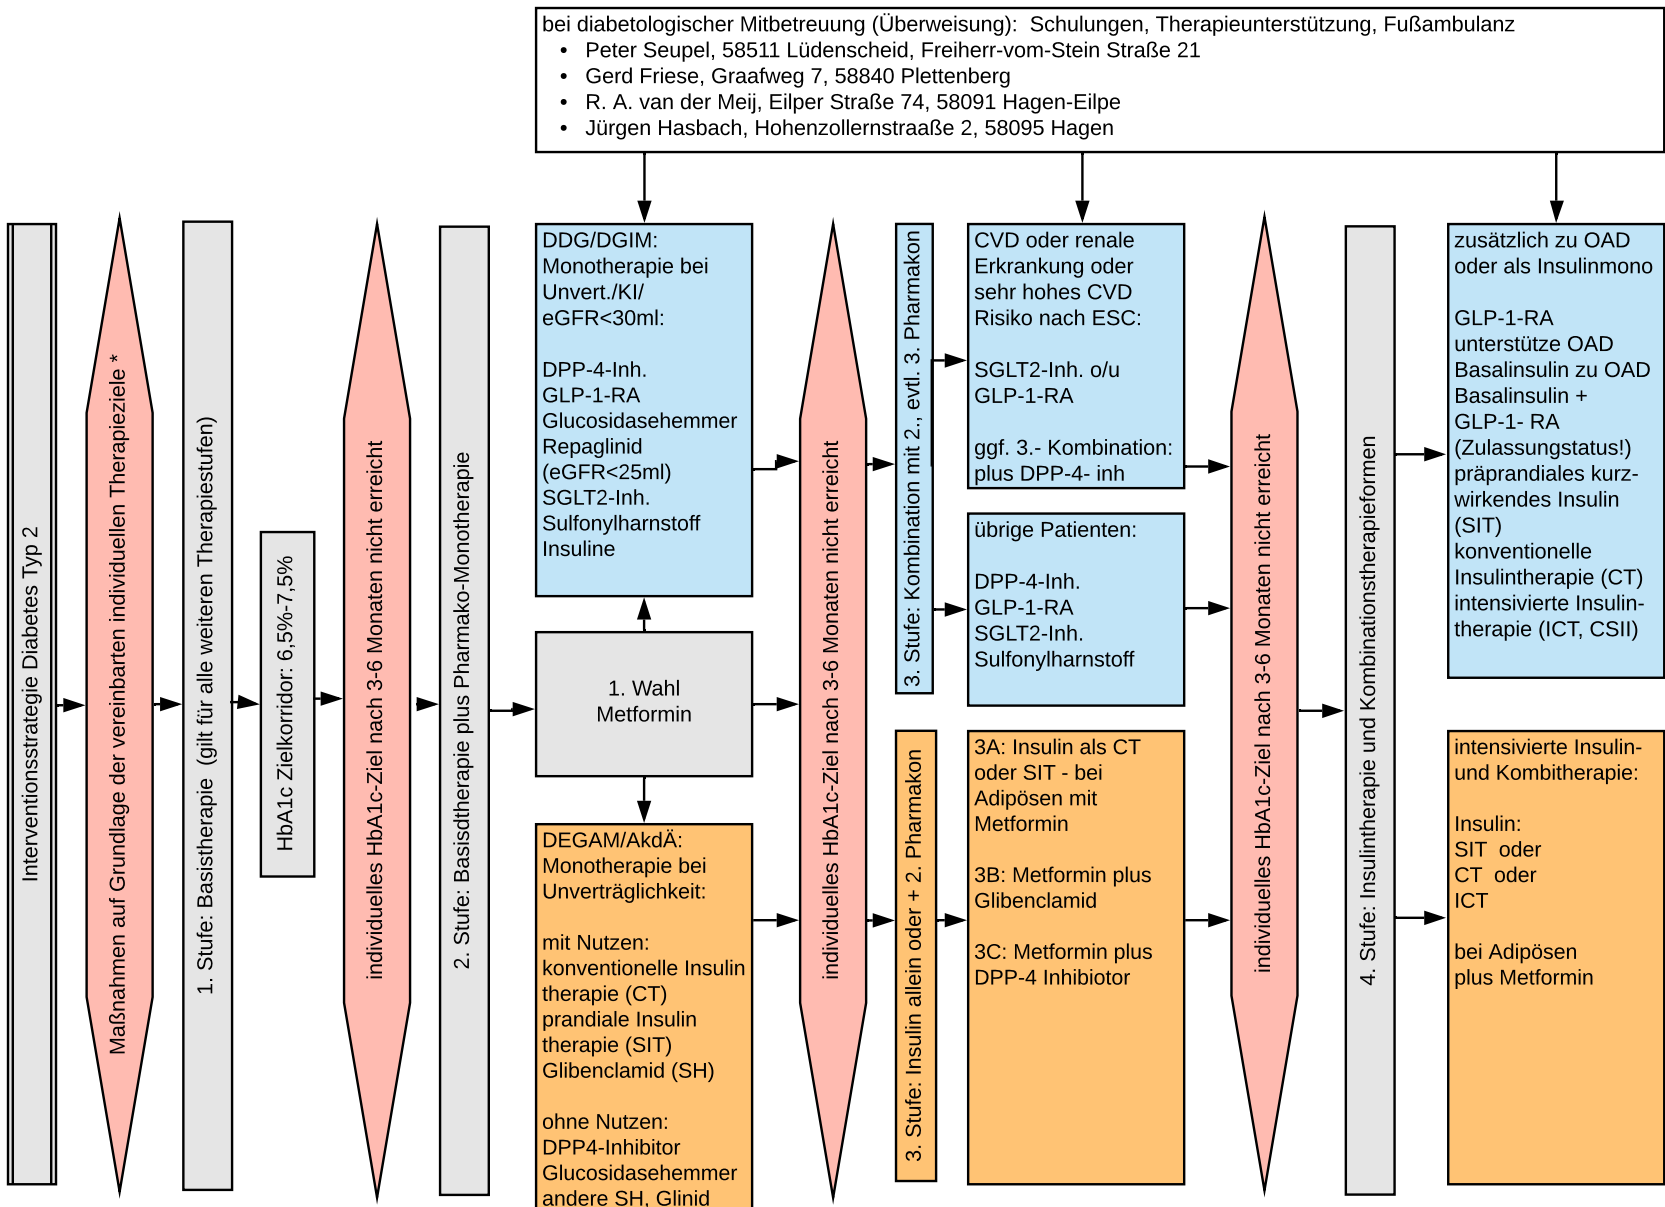 bei diabetologischer Mitbetreuung (Überweisung):  Schulungen, Therapieunterstützung, Fußambulanz
• Peter Seupel, 58511 Lüdenscheid, Freiherr-vom-Stein Straße 21
• Gerd Friese, Graafweg 7, 58840 Plettenberg
• R. A. van der Meij, Eilper Straße 74, 58091 Hagen-Eilpe
• Jürgen Hasbach, Hohenzollernstraaße 2, 58095 Hagen
Interventionsstrategie Diabetes Typ 2
Maßnahmen auf Grundlage der vereinbarten individuellen Therapieziele *
1. Stufe: Basistherapie  (gilt für alle weiteren Therapiestufen)
HbA1c Zielkorridor: 6,5%-7,5%
individuelles HbA1c-Ziel nach 3-6 Monaten nicht erreicht
2. Stufe: Basisdtherapie plus Pharmako-Monotherapie
DDG/DGIM:
Monotherapie bei
Unvert./KI/
eGFR<30ml:
DPP-4-Inh.
GLP-1-RA
Glucosidasehemmer
Repaglinid
(eGFR<25ml)
SGLT2-Inh.
Sulfonylharnstoff
Insuline
1. Wahl
Metformin
DEGAM/AkdÄ:
Monotherapie bei
Unverträglichkeit:
mit Nutzen:
konventionelle Insulin
therapie (CT)
prandiale Insulin
therapie (SIT)
Glibenclamid (SH)
ohne Nutzen:
DPP4-Inhibitor
Glucosidasehemmer
andere SH, Glinid
individuelles HbA1c-Ziel nach 3-6 Monaten nicht erreicht
3. Stufe: Kombination mit 2., evtl. 3. Pharmakon
CVD oder renale
Erkrankung oder
sehr hohes CVD
Risiko nach ESC:
SGLT2-Inh. o/u
GLP-1-RA
ggf. 3.- Kombination:
plus DPP-4- inh
übrige Patienten:
DPP-4-Inh.
GLP-1-RA
SGLT2-Inh.
Sulfonylharnstoff
3. Stufe: Insulin allein oder + 2. Pharmakon
3A: Insulin als CT
oder SIT - bei
Adipösen mit
Metformin
3B: Metformin plus
Glibenclamid
3C: Metformin plus
DPP-4 Inhibiotor
individuelles HbA1c-Ziel nach 3-6 Monaten nicht erreicht
4. Stufe: Insulintherapie und Kombinationstherapieformen
zusätzlich zu OAD
oder als Insulinmono
GLP-1-RA
unterstütze OAD
Basalinsulin zu OAD
Basalinsulin +
GLP-1- RA
(Zulassungstatus!)
präprandiales kurz-
wirkendes Insulin
(SIT)
konventionelle
Insulintherapie (CT)
intensivierte Insulin-
therapie (ICT, CSII)
intensivierte Insulin-
und Kombitherapie:
Insulin:
SIT  oder
CT  oder
ICT
bei Adipösen
plus Metformin